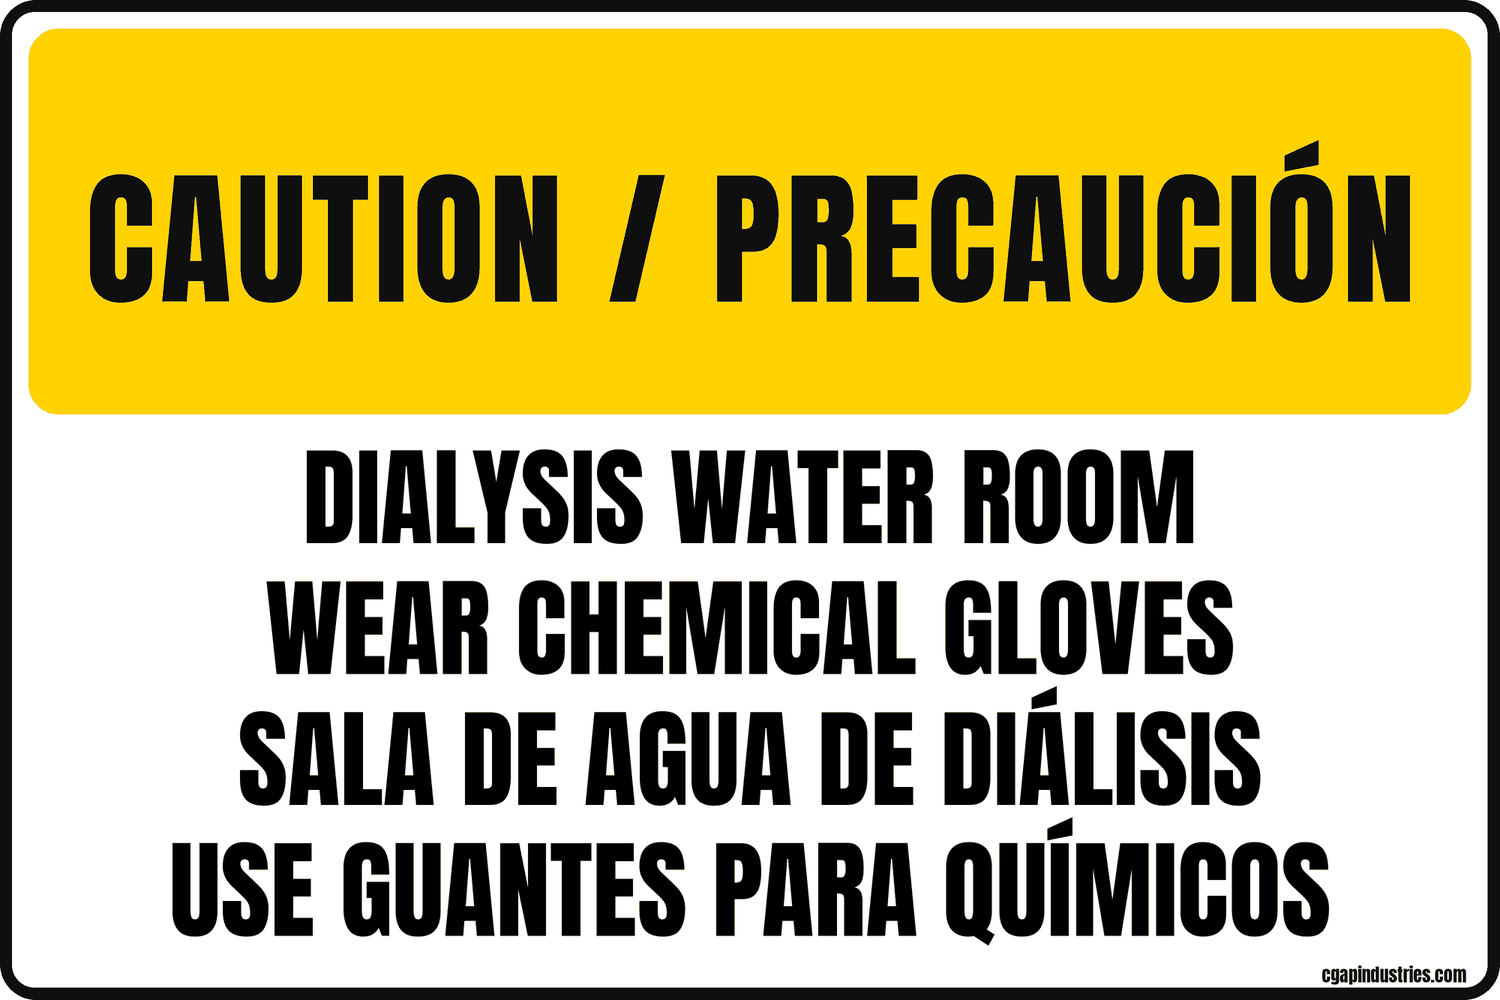 CAUTION / PRECAUCIÓN
DIALYSIS WATER ROOM
WEAR CHEMICAL GLOVES
SALA DE AGUA DE DIÁLISIS
USE GUANTES PARA QUÍMICOS
cgapindustries.com